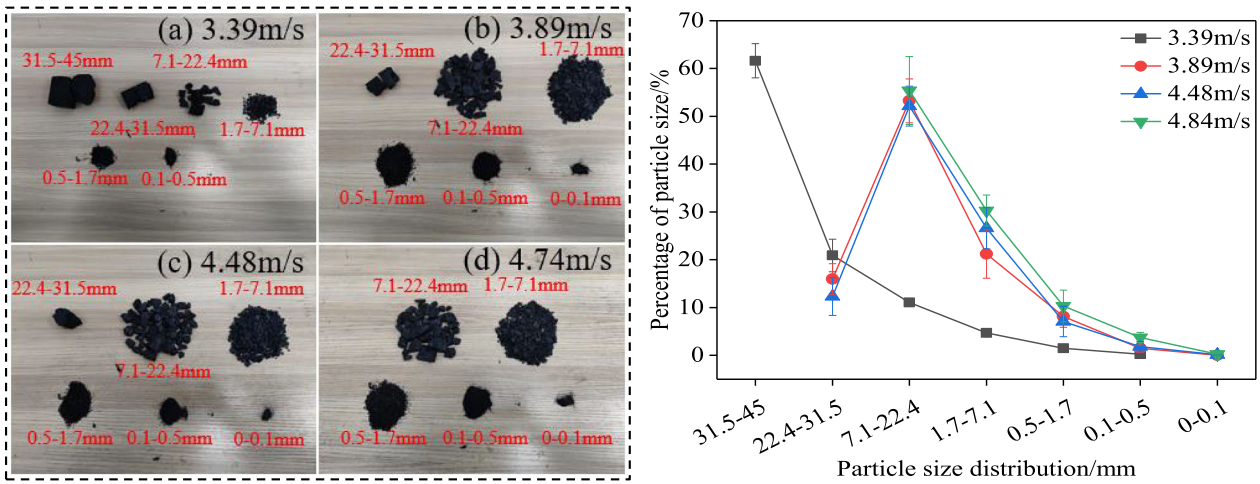 (a) 3.39m/s
31.5-45mm
7.1-22.4mm
22.4-31.5mm
1.7-7.1mm
0.5-1.7mm
0.1-0.5mm
(b) 3.89m/s
22.4-31.5mm
1.7-7.1mm
7.1-22.4mm
0.5-1.7mm
0.1-0.5mm
0-0.1mm
(c) 4.48m/s
22.4-31.5mm
1.7-7.1mm
7.1-22.4mm
0.5-1.7mm
0.1-0.5mm
0-0.1mm
(d) 4.74m/s
7.1-22.4mm
1.7-7.1mm
0.5-1.7mm
0.1-0.5mm
0-0.1mm
Percentage of particle size/%
70
60
50
40
30
20
10
0
3.39m/s
3.89m/s
4.48m/s
4.84m/s
31.5-45
22.4-31.5
7.1-22.4
1.7-7.1
0.5-1.7
0.1-0.5
0-0.1
Particle size distribution/mm